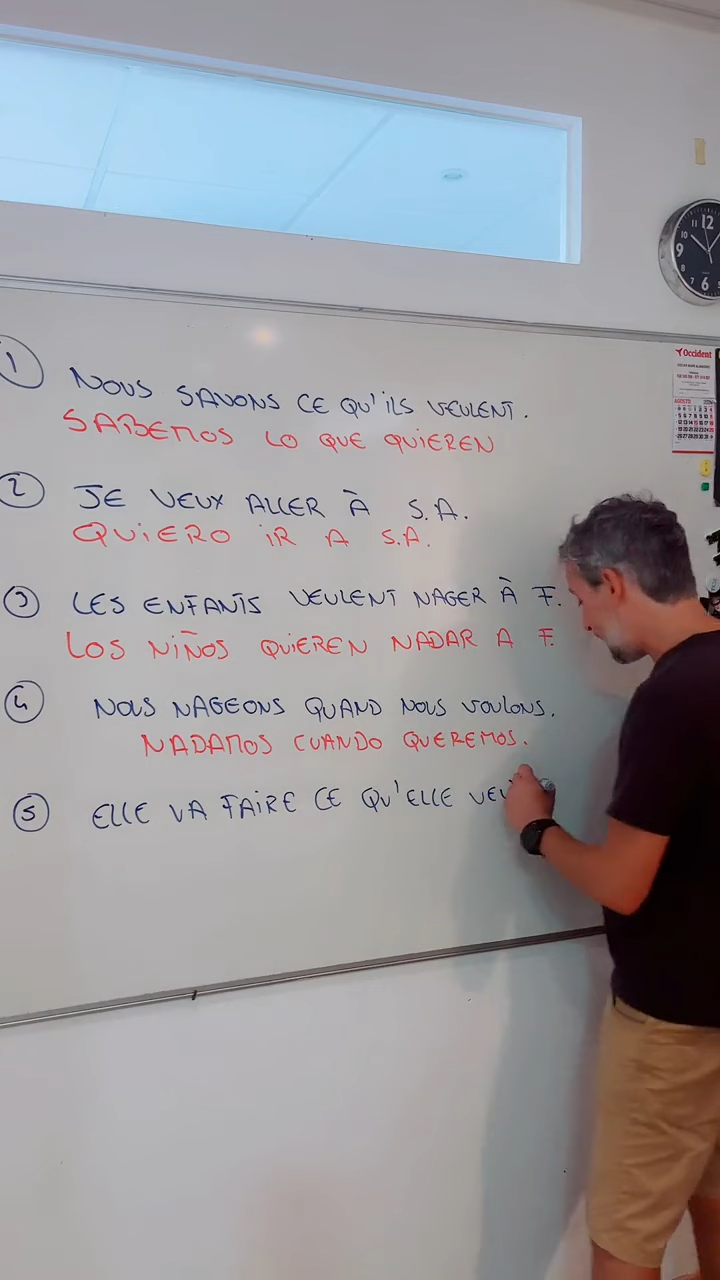 1 NOUS SAVONS CE QU'ILS VEULENT.
SABEMOS LO QUE QUIEREN
2 JE VEUX ALLER À S.A.
QUIERO IR A S.A.
3 LES ENFANTS VEULENT NAGER À F.
LOS NIÑOS QUIEREN NADAR A F.
4 NOUS NAGEONS QUAND NOUS VOULONS.
NADAMOS CUANDO QUEREMOS.
5 ELLE VA FAIRE CE QU'ELLE VEU
Occident
AGOSTO